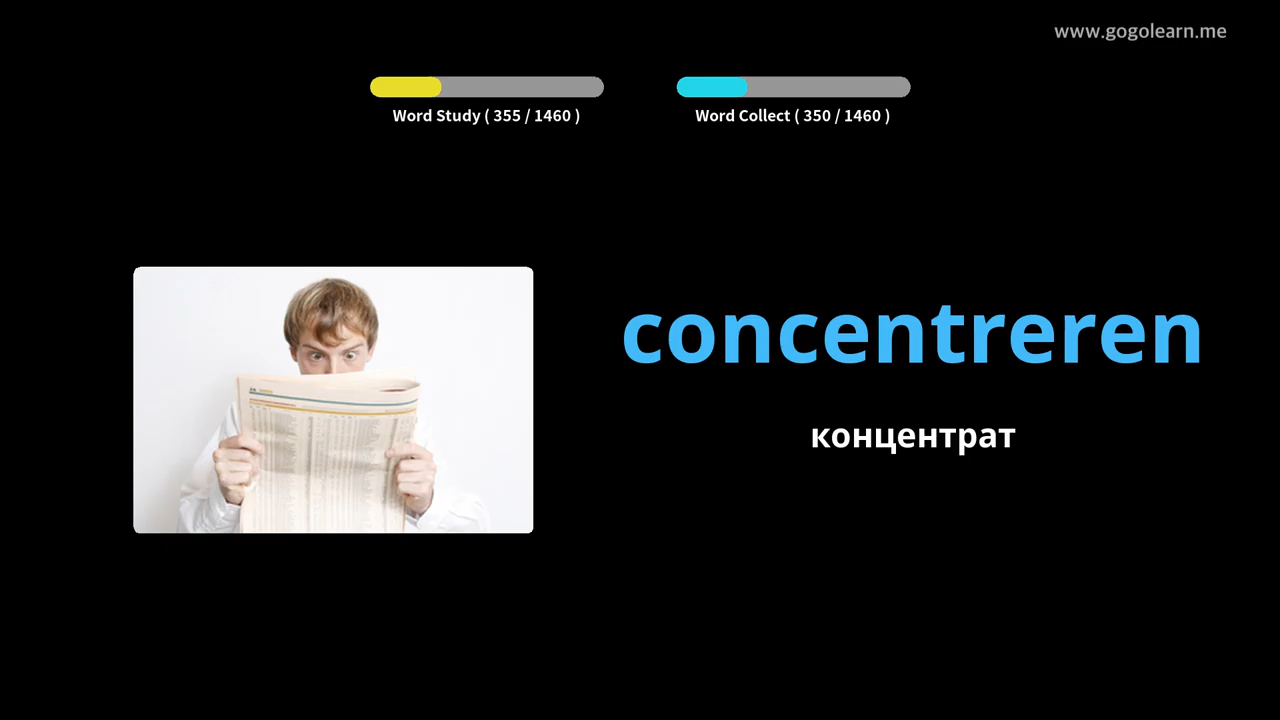 www.gogolearn.me
Word Study ( 355 / 1460 )
Word Collect ( 350 / 1460 )
concentreren
концентрат